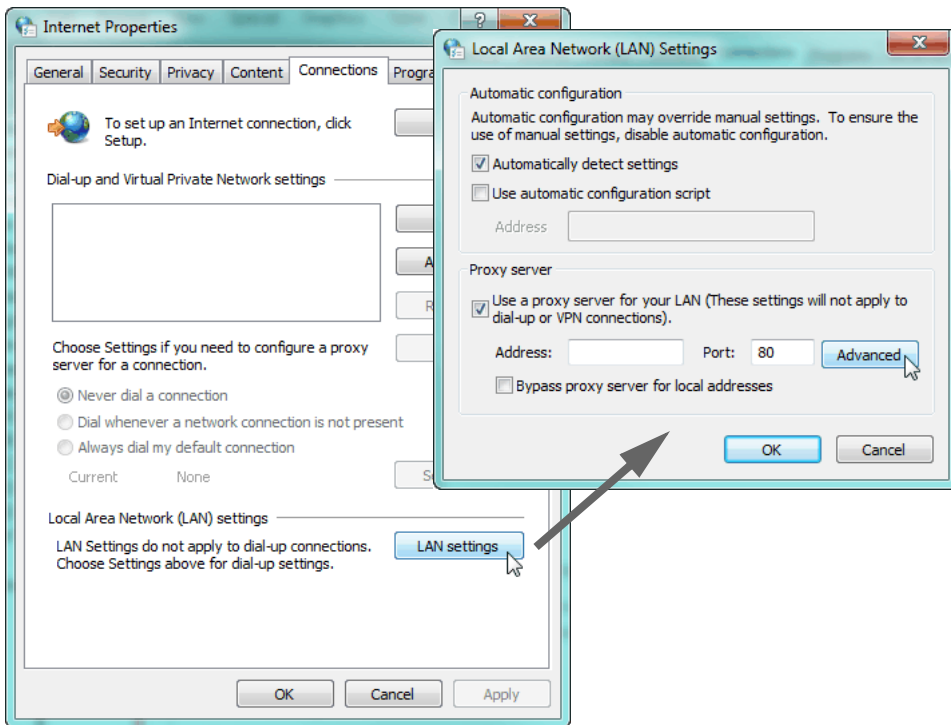 Internet Properties
General Security Privacy Content Connections
To set up an Internet connection, click
Setup.
Dial-up and Virtual Private Network settings
Choose Settings if you need to configure a proxy
server for a connection.
Never dial a connection
Dial whenever a network connection is not present
Always dial my default connection
Current None
Local Area Network (LAN) settings
LAN Settings do not apply to dial-up connections.
Choose Settings above for dial-up settings.
LAN settings
OK Cancel Apply
Local Area Network (LAN) Settings
Automatic configuration
Automatic configuration may override manual settings. To ensure the
use of manual settings, disable automatic configuration.
Automatically detect settings
Use automatic configuration script
Address
Proxy server
Use a proxy server for your LAN (These settings will not apply to
dial-up or VPN connections).
Address: Port: 80 Advanced
Bypass proxy server for local addresses
OK Cancel